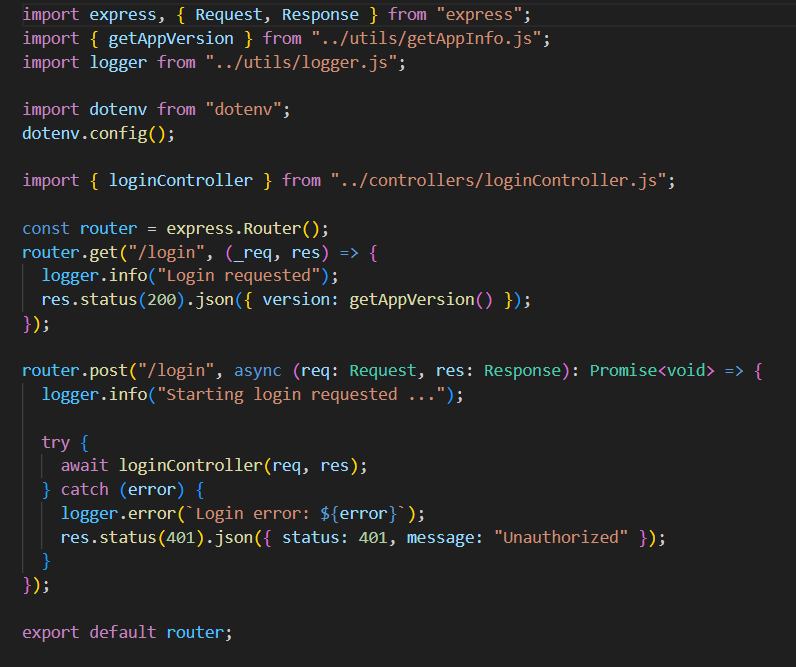 import express, { Request, Response } from "express";
import { getAppVersion } from "../utils/getAppInfo.js";
import logger from "../utils/logger.js";

import dotenv from "dotenv";
dotenv.config();

import { loginController } from "../controllers/loginController.js";

const router = express.Router();
router.get("/login", (_req, res) => {
  logger.info("Login requested");
  res.status(200).json({ version: getAppVersion() });
});

router.post("/login", async (req: Request, res: Response): Promise<void> => {
  logger.info("Starting login requested ...");

  try {
    await loginController(req, res);
  } catch (error) {
    logger.error(`Login error: ${error}`);
    res.status(401).json({ status: 401, message: "Unauthorized" });
  }
});

export default router;